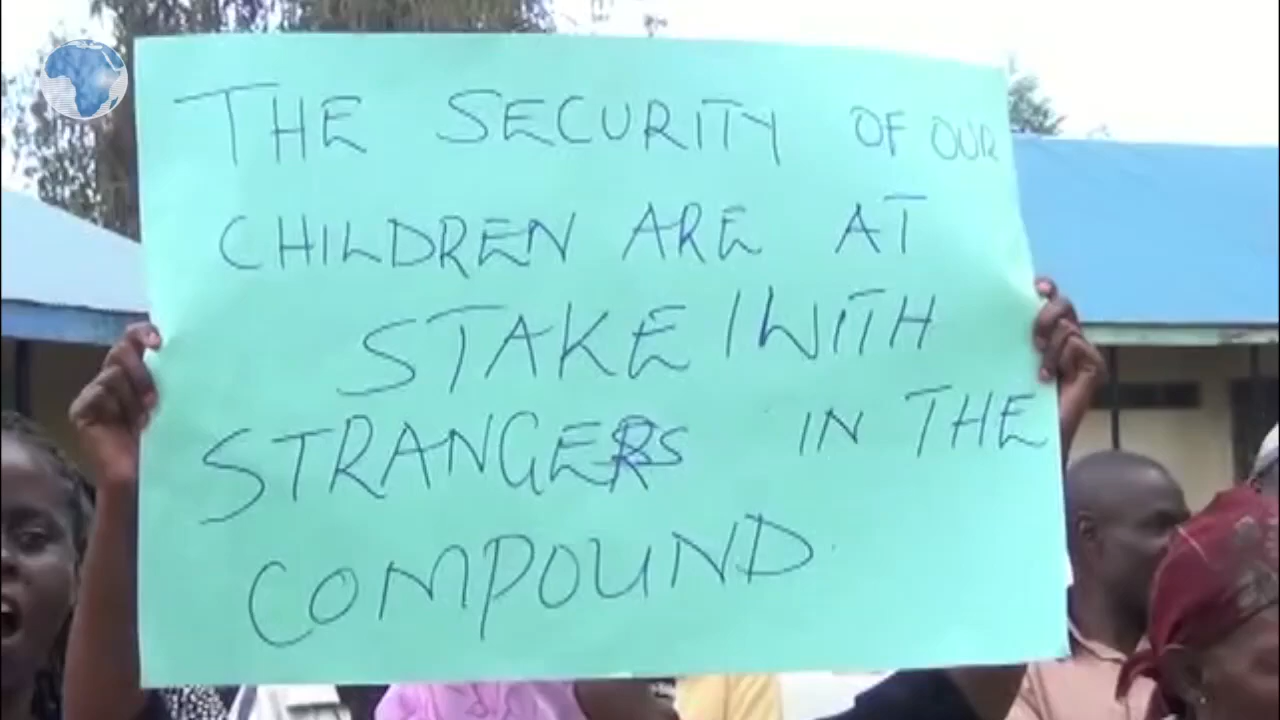 THE SECURITY OF OUR
CHILDREN ARE AT
STAKE WITH
STRANGERS IN THE
COMPOUND.